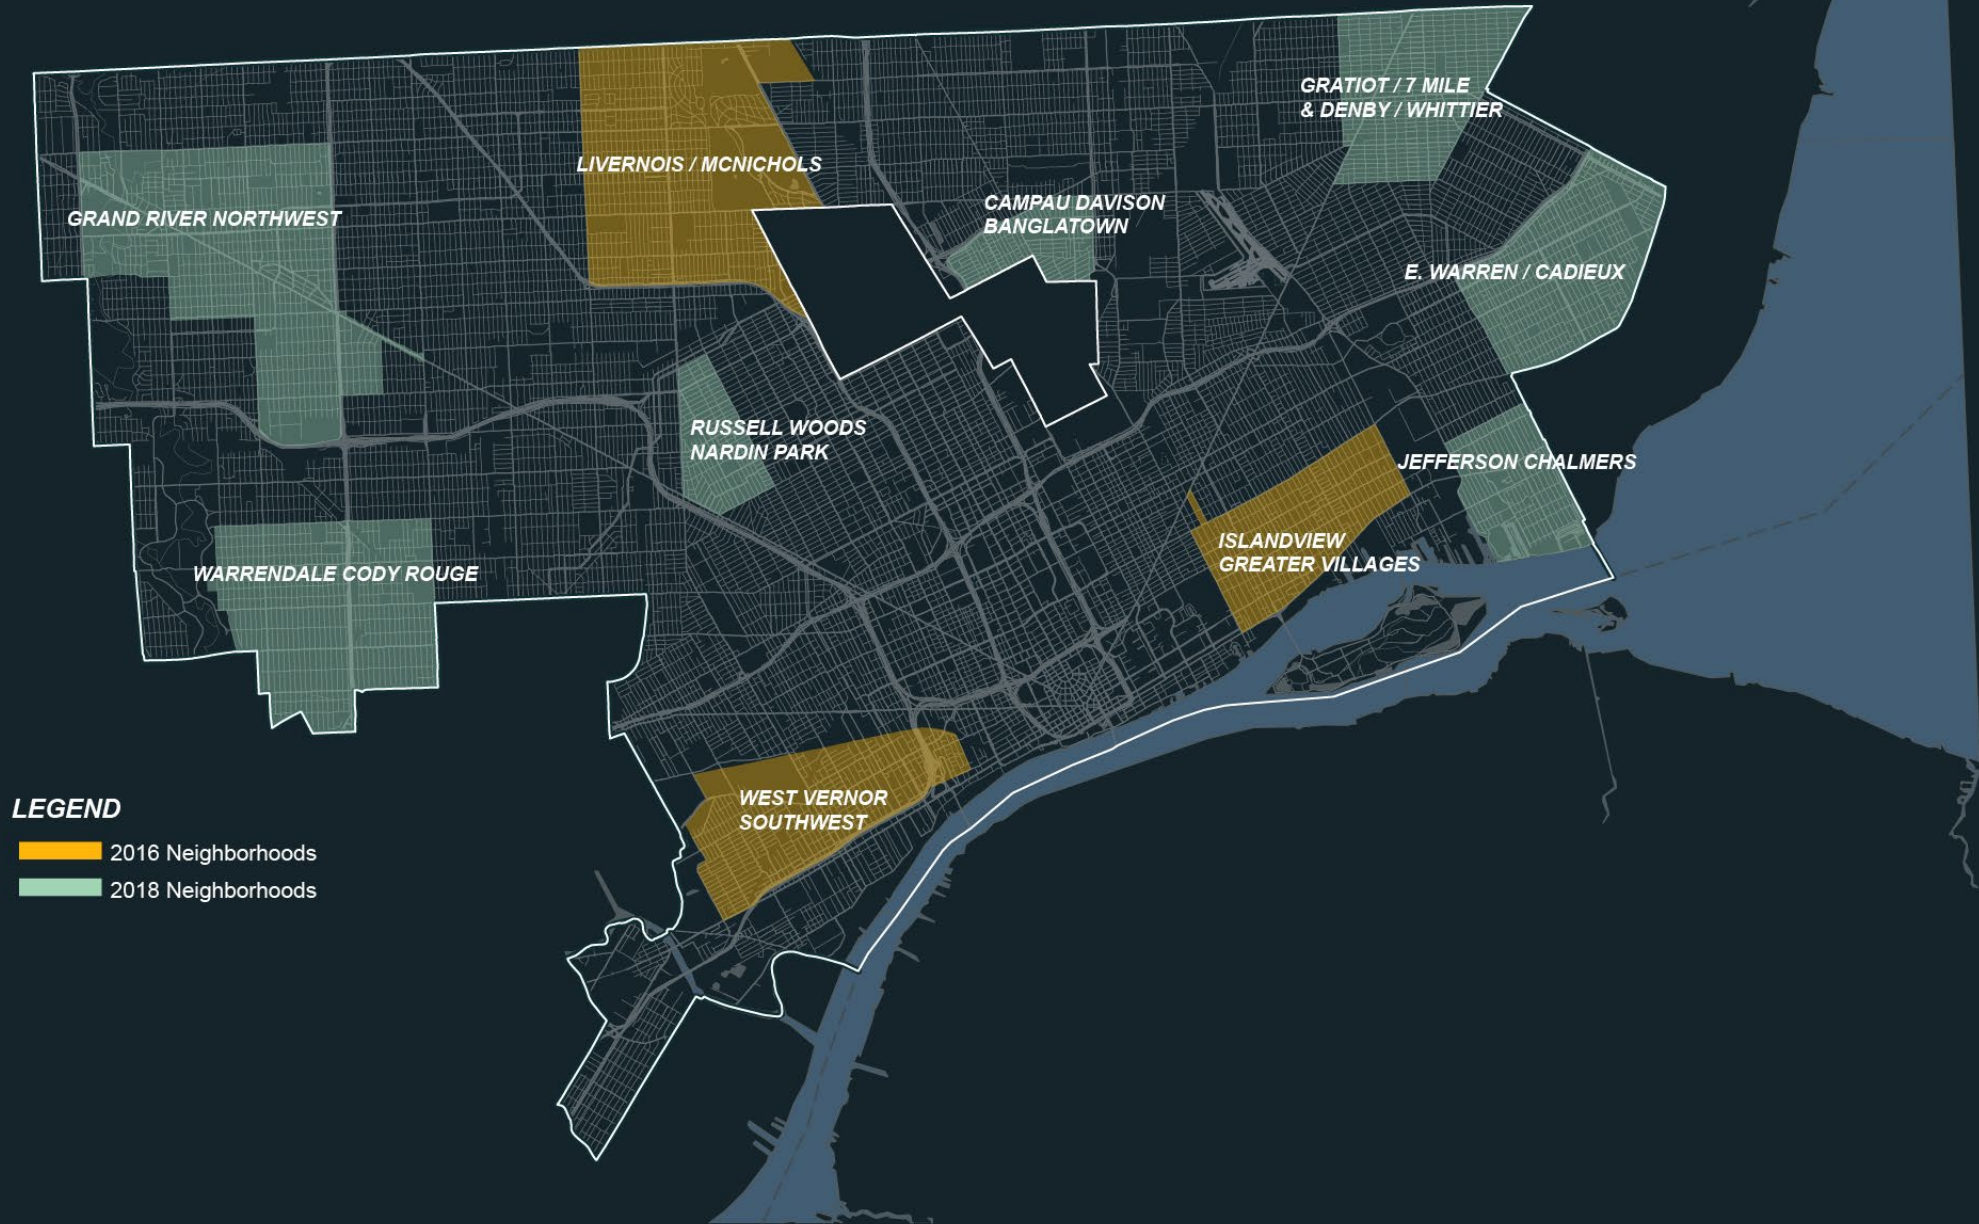 GRATIOT / 7 MILE
& DENBY / WHITTIER
LIVERNOIS / MCNICHOLS
GRAND RIVER NORTHWEST
CAMPAU DAVISON
BANGLATOWN
E. WARREN / CADIEUX
RUSSELL WOODS
NARDIN PARK
JEFFERSON CHALMERS
ISLANDVIEW
GREATER VILLAGES
WARRENDALE CODY ROUGE
WEST VERNOR
SOUTHWEST
LEGEND
2016 Neighborhoods
2018 Neighborhoods